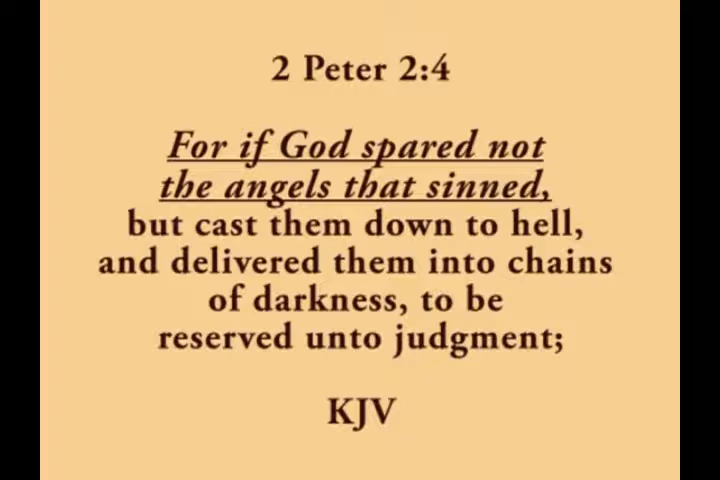 2 Peter 2:4
For if God spared not
the angels that sinned,
but cast them down to hell,
and delivered them into chains
of darkness, to be
reserved unto judgment;
KJV